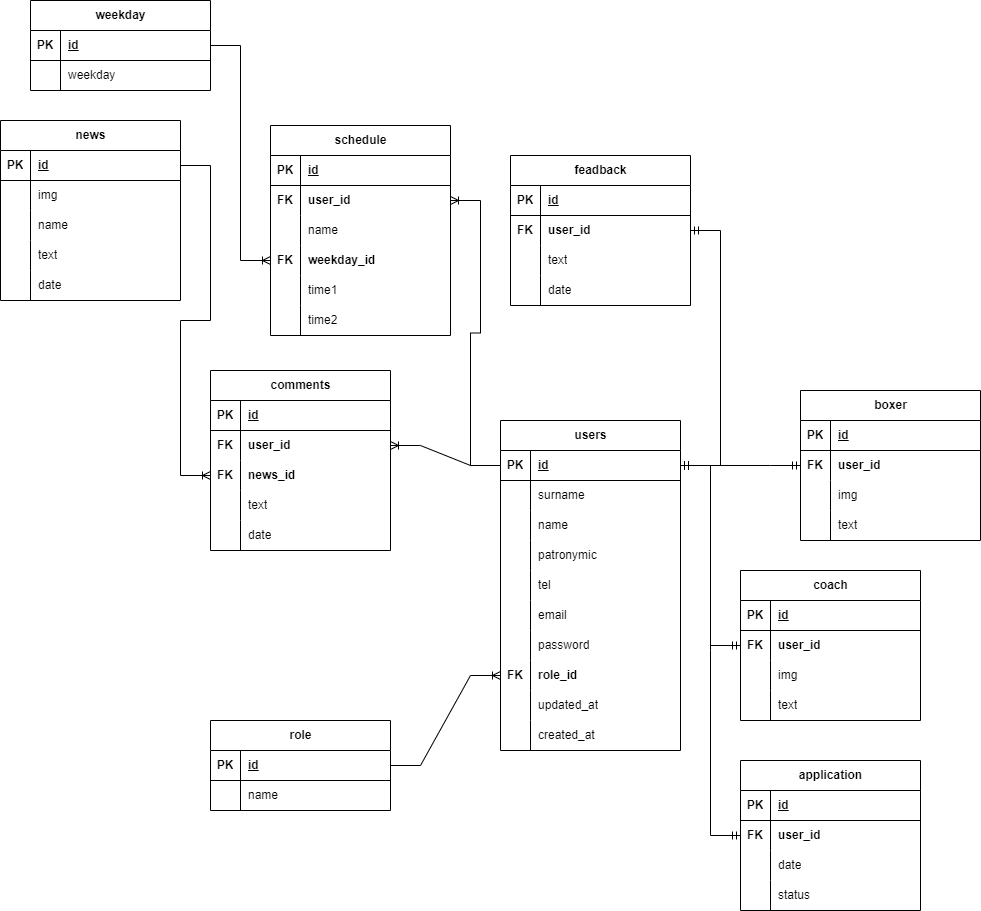 weekday
PK id
weekday
news
PK id
img
name
text
date
schedule
PK id
FK user_id
name
FK weekday_id
time1
time2
feadback
PK id
FK user_id
text
date
comments
PK id
FK user_id
FK news_id
text
date
users
PK id
surname
name
patronymic
tel
email
password
FK role_id
updated_at
created_at
boxer
PK id
FK user_id
img
text
coach
PK id
FK user_id
img
text
role
PK id
name
application
PK id
FK user_id
date
status